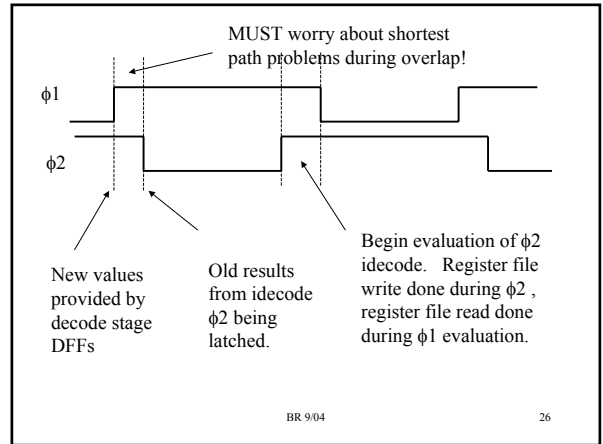 MUST worry about shortest
path problems during overlap!
ϕ1
ϕ2
New values
provided by
decode stage
DFFs
Old results
from idecode
ϕ2 being
latched.
Begin evaluation of ϕ2
idecode. Register file
write done during ϕ2 ,
register file read done
during ϕ1 evaluation.
BR 9/04
26